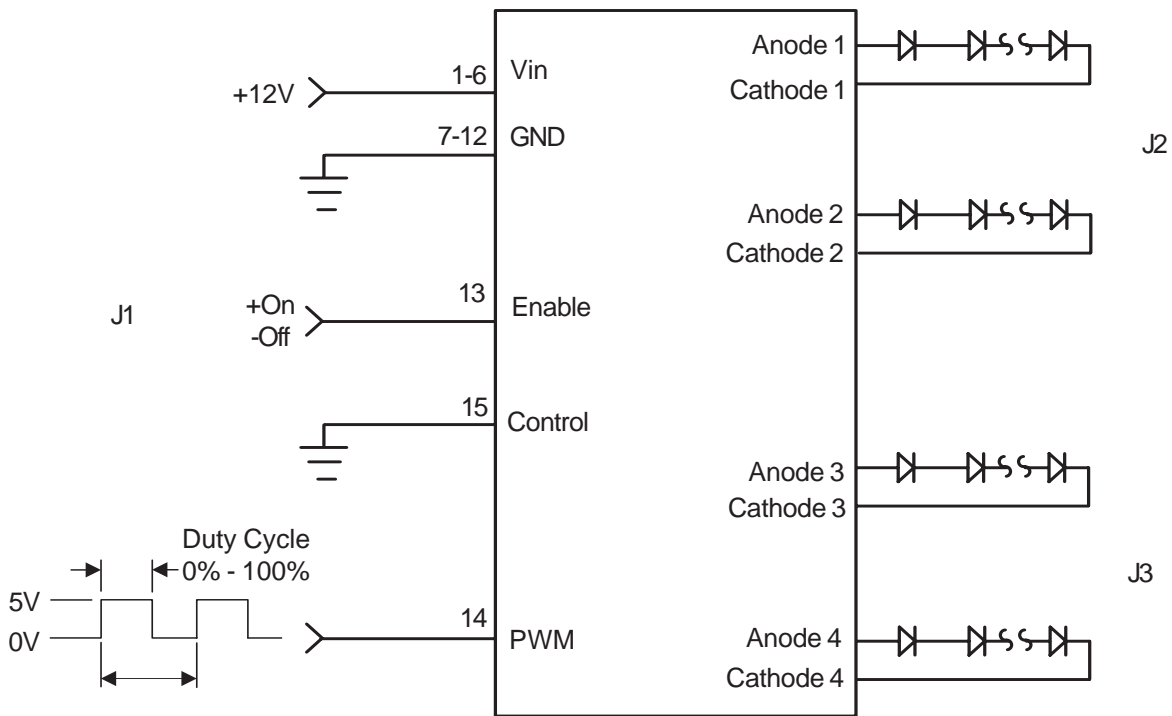 Anode 1
1-6
Vin
+12V
Cathode 1
7-12
GND
J2
Anode 2
Cathode 2
13
+On
Enable
J1
-Off
15
Control
Anode 3
Cathode 3
Duty Cycle
0% - 100%
J3
5V
14
0V
PWM
Anode 4
Cathode 4